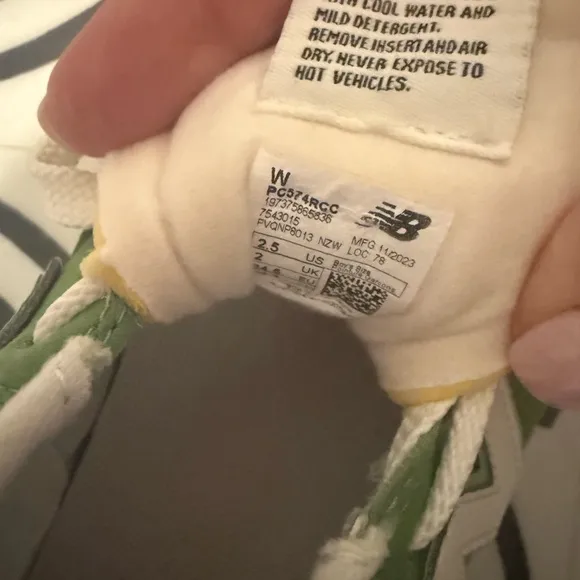 WITH COOL WATER AND
MILD DETERGENT.
REMOVE INSERT AND AIR
DRY. NEVER EXPOSE TO
HOT VEHICLES.
W
PC574RCC
197375865836
7543015
PVQNP8013 NZW
MFG 11/2023
LOC 78
NB
2.5 US
2 UK
EU